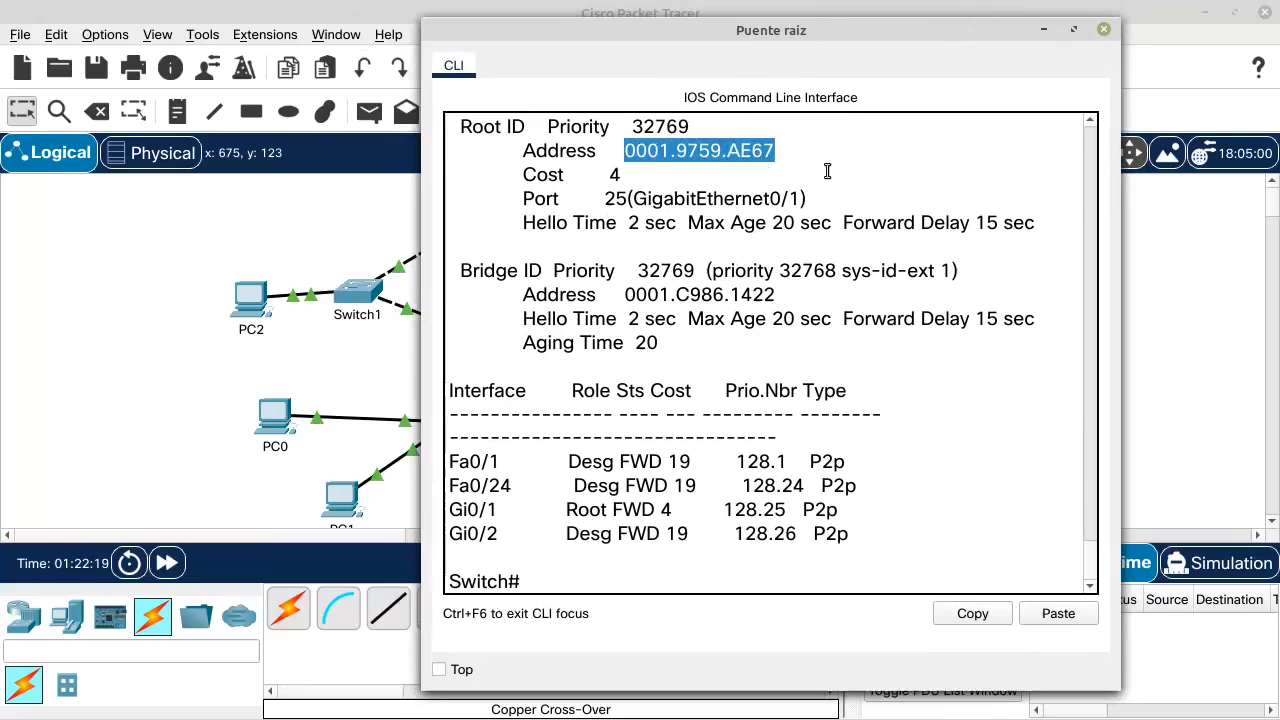 Cisco Packet Tracer
File Edit Options View Tools Extensions Window Help
Logical Physical x: 675, y: 123
18:05:00
PC2
Switch1
PC0
Time: 01:22:19
Simulation
Source Destination
Copper Cross-Over
Toggle PDU List Window
Puente raiz
CLI
IOS Command Line Interface
Root ID Priority 32769
Address 0001.9759.AE67
Cost 4
Port 25(GigabitEthernet0/1)
Hello Time 2 sec Max Age 20 sec Forward Delay 15 sec
Bridge ID Priority 32769 (priority 32768 sys-id-ext 1)
Address 0001.C986.1422
Hello Time 2 sec Max Age 20 sec Forward Delay 15 sec
Aging Time 20
Interface Role Sts Cost Prio.Nbr Type
---------------- ---- --- --------- --------
--------------------------------
Fa0/1 Desg FWD 19 128.1 P2p
Fa0/24 Desg FWD 19 128.24 P2p
Gi0/1 Root FWD 4 128.25 P2p
Gi0/2 Desg FWD 19 128.26 P2p
Switch#
Ctrl+F6 to exit CLI focus
Copy Paste
Top